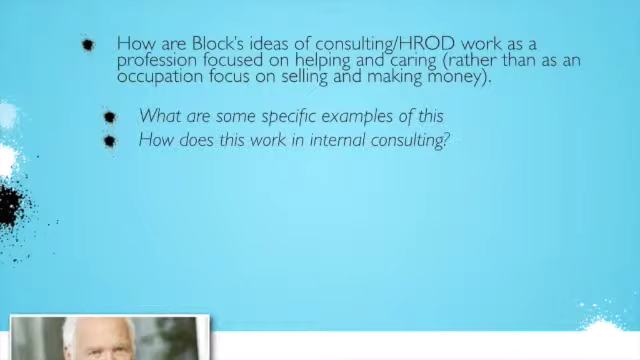 How are Block's ideas of consulting/HROD work as a
profession focused on helping and caring (rather than as an
occupation focus on selling and making money).
What are some specific examples of this
How does this work in internal consulting?